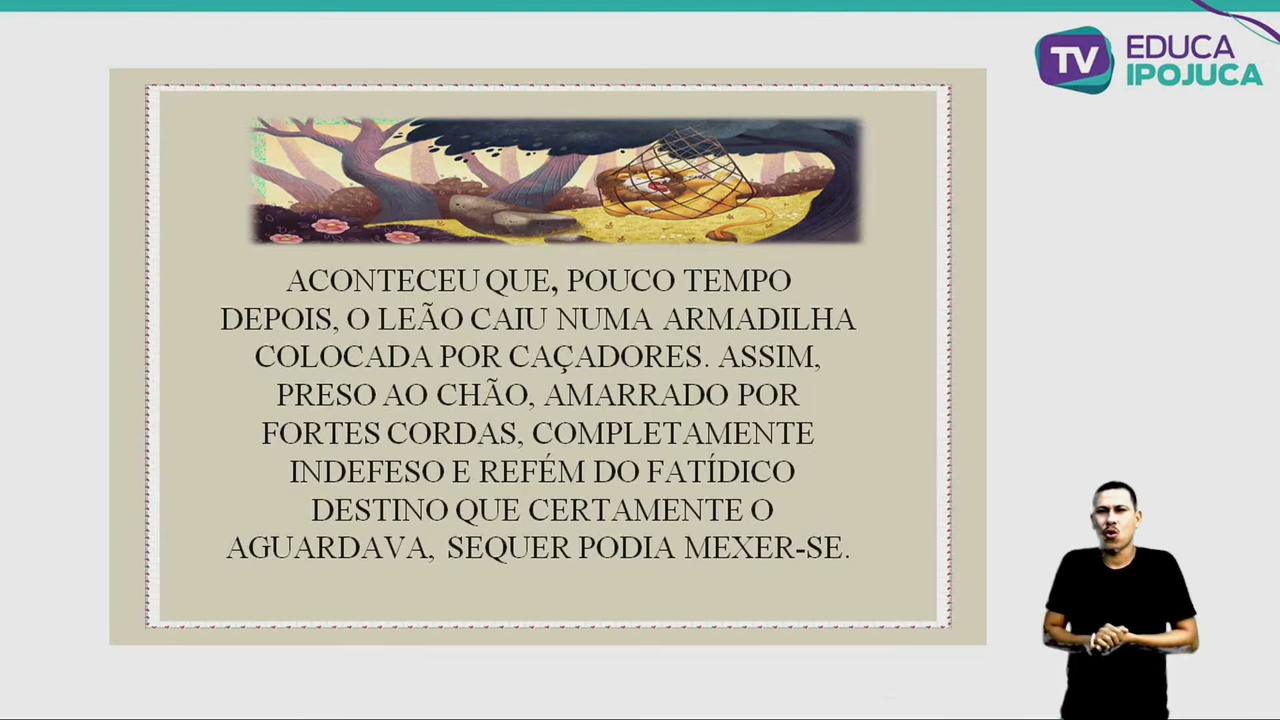 TV EDUCA
IPOJUCA
ACONTECEU QUE, POUCO TEMPO
DEPOIS, O LEÃO CAIU NUMA ARMADILHA
COLOCADA POR CAÇADORES. ASSIM,
PRESO AO CHÃO, AMARRADO POR
FORTES CORDAS, COMPLETAMENTE
INDEFESO E REFÉM DO FATÍDICO
DESTINO QUE CERTAMENTE O
AGUARDAVA, SEQUER PODIA MEXER-SE.